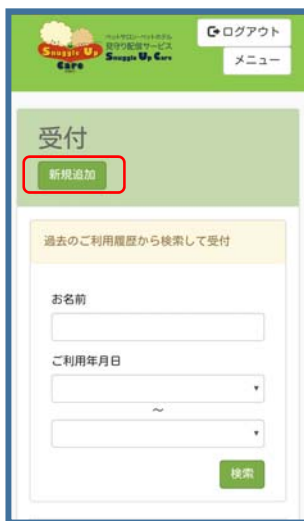 Snuggle Up
Care
ペットサロン・ペットホテル
見守り配信サービス
Snuggle Up Care
ログアウト
メニュー
受付
新規追加
過去のご利用履歴から検索して受付
お名前
ご利用年月日
~
検索